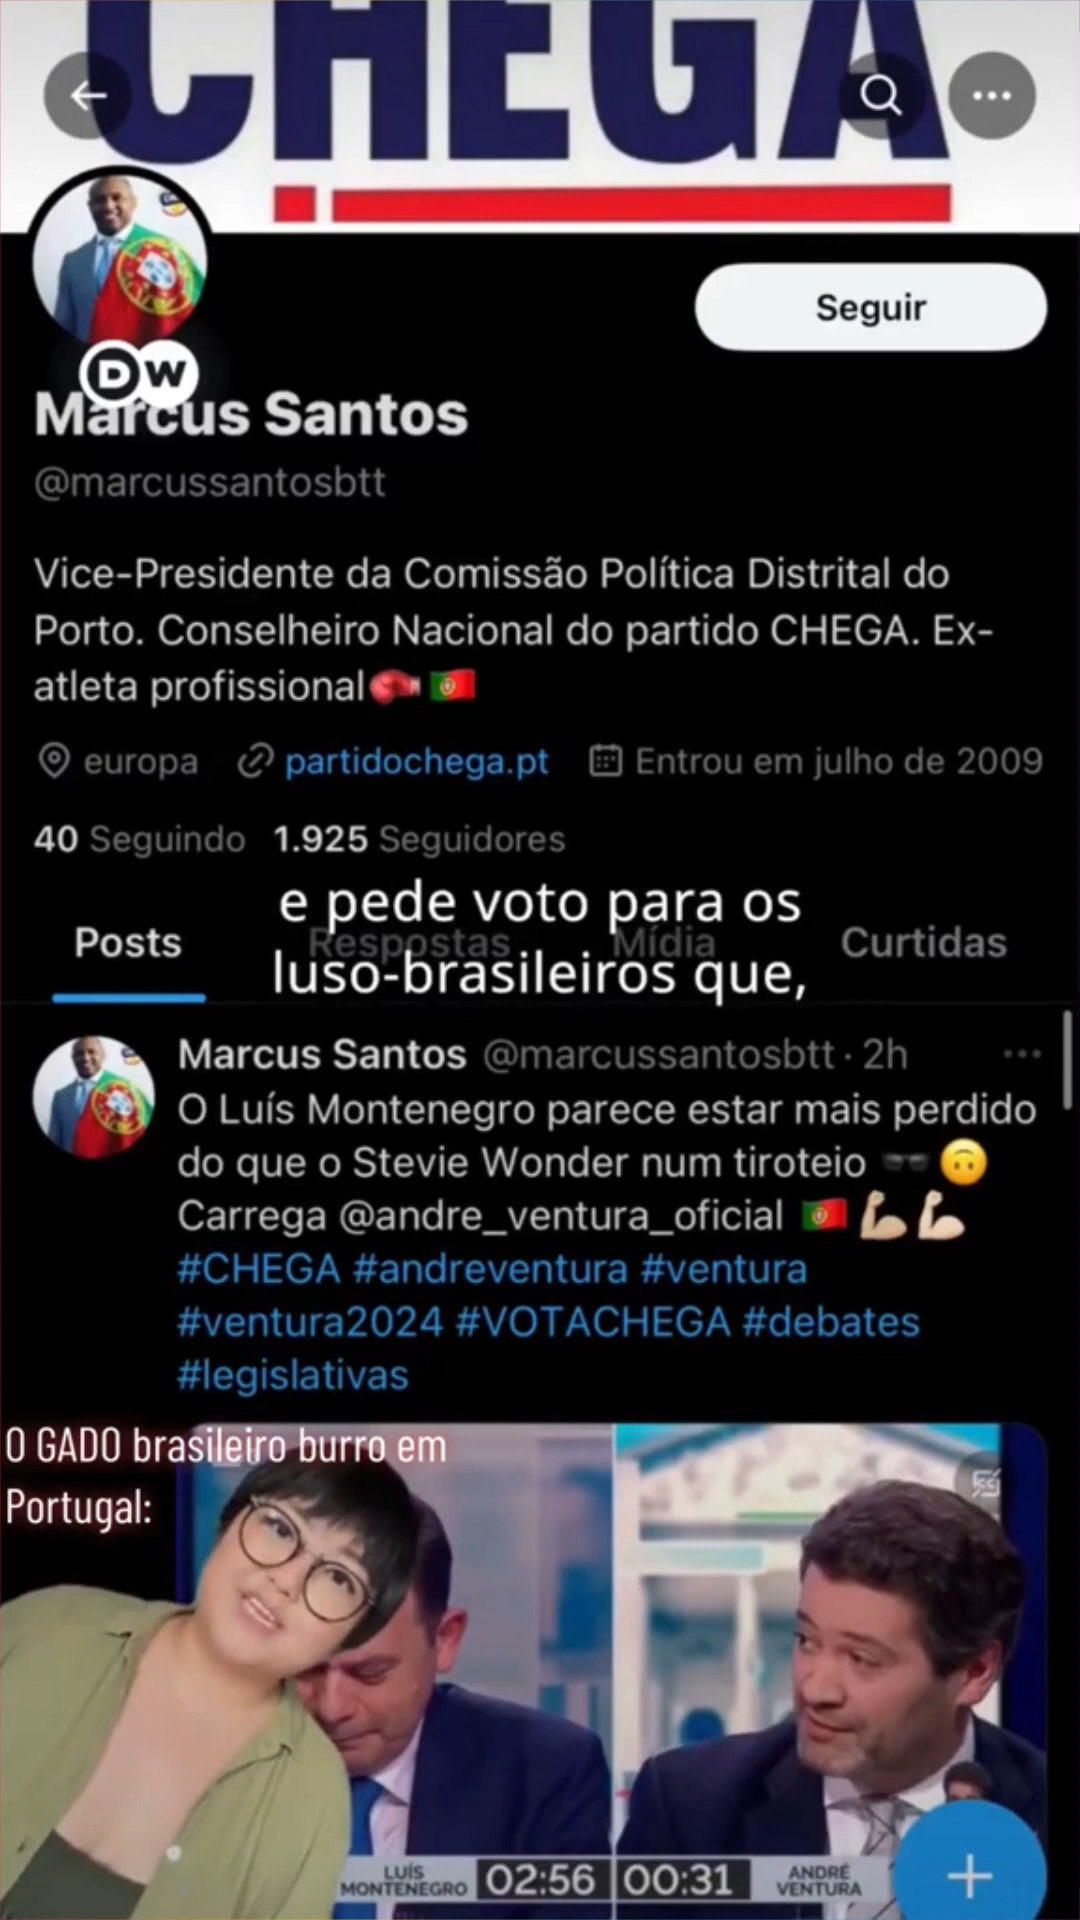 CHEGA
Seguir
DW
Marcus Santos
@marcussantosbtt
Vice-Presidente da Comissão Política Distrital do
Porto. Conselheiro Nacional do partido CHEGA. Ex-
atleta profissional🥊🇵🇹
europa partidochega.pt Entrou em julho de 2009
40 Seguindo 1.925 Seguidores
e pede voto para os
Posts Respostas Mídia Curtidas
luso-brasileiros que,
Marcus Santos @marcussantosbtt · 2h
O Luís Montenegro parece estar mais perdido
do que o Stevie Wonder num tiroteio 🕶️🙃
Carrega @andre_ventura_oficial 🇵🇹💪🏼💪🏼
#CHEGA #andreventura #ventura
#ventura2024 #VOTACHEGA #debates
#legislativas
O GADO brasileiro burro em
Portugal:
LUÍS MONTENEGRO 02:56 00:31 ANDRÉ VENTURA